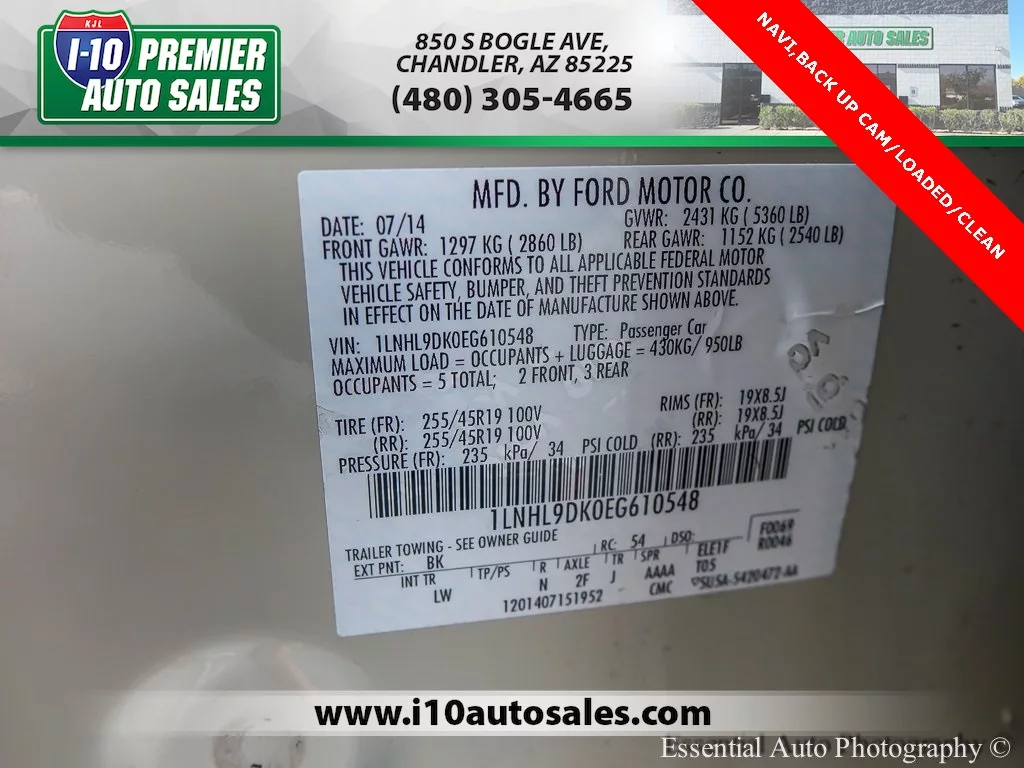 KJL
I-10 PREMIER
AUTO SALES
850 S BOGLE AVE,
CHANDLER, AZ 85225
(480) 305-4665
AUTO SALES
NAVI,BACK UP CAM/LOADED/CLEAN
MFD. BY FORD MOTOR CO.
DATE: 07/14 GVWR: 2431 KG ( 5360 LB)
FRONT GAWR: 1297 KG ( 2860 LB) REAR GAWR: 1152 KG ( 2540 LB)
THIS VEHICLE CONFORMS TO ALL APPLICABLE FEDERAL MOTOR
VEHICLE SAFETY, BUMPER, AND THEFT PREVENTION STANDARDS
IN EFFECT ON THE DATE OF MANUFACTURE SHOWN ABOVE.
VIN: 1LNHL9DK0EG610548 TYPE: Passenger Car
MAXIMUM LOAD = OCCUPANTS + LUGGAGE = 430KG/ 950LB
OCCUPANTS = 5 TOTAL; 2 FRONT, 3 REAR
TIRE (FR): 255/45R19 100V RIMS (FR): 19X8.5J
(RR): 255/45R19 100V (RR): 19X8.5J
PRESSURE (FR): 235 kPa/ 34 PSI COLD (RR): 235 kPa/ 34 PSI COLD
1LNHL9DK0EG610548
TRAILER TOWING - SEE OWNER GUIDE
EXT PNT: BK RC: 54 DSO: F0069
R0046
INT TR TP/PS R AXLE TR SPR ELE1F
LW N 2F J AAAA T05
1201407151952 CMC SU5A-5420472-AA
www.i10autosales.com
Essential Auto Photography ©